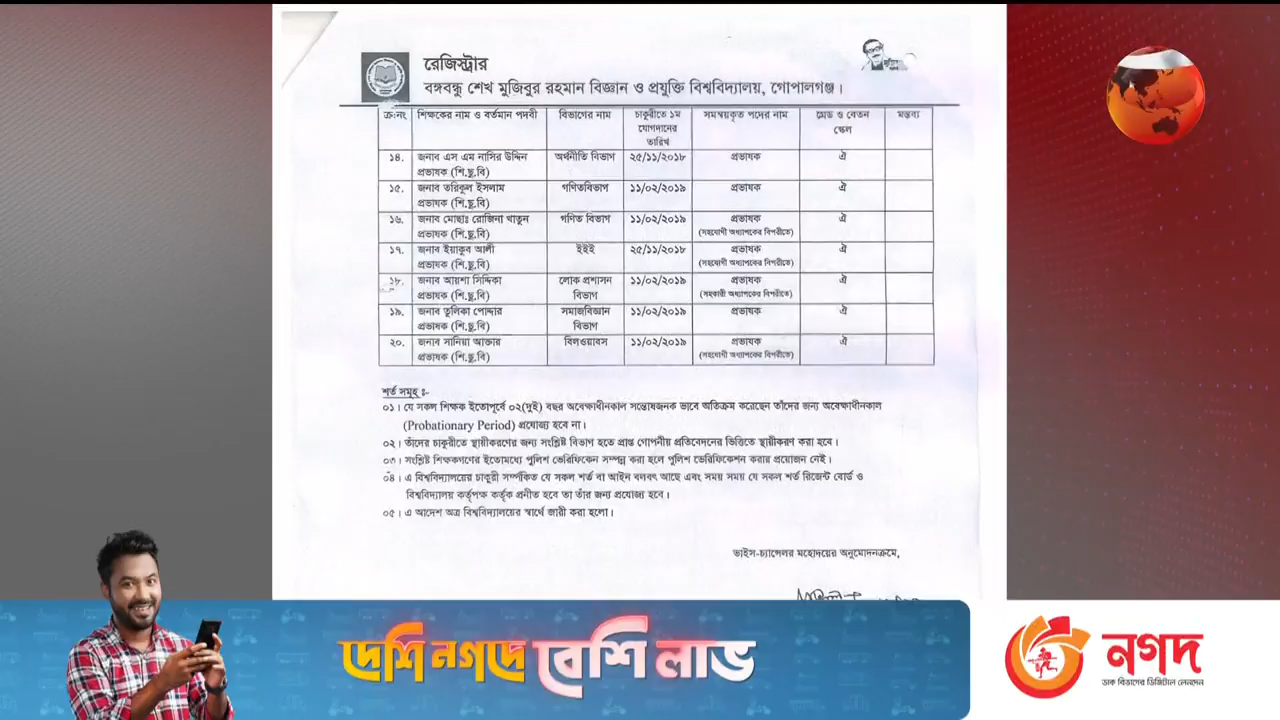 রেজিস্ট্রার
বঙ্গবন্ধু শেখ মুজিবুর রহমান বিজ্ঞান ও প্রযুক্তি বিশ্ববিদ্যালয়, গোপালগঞ্জ।
ক্র:নং শিক্ষকের নাম ও বর্তমান পদবী বিভাগের নাম চাকুরীতে ১ম যোগদানের তারিখ সমন্বয়কৃত পদের নাম গ্রেড ও বেতন স্কেল মন্তব্য
১৪. জনাব এস এম নাসির উদ্দিন অর্থনীতি বিভাগ ২৫/১১/২০১৮ প্রভাষক ঐ
প্রভাষক (শি.ছু.বি)
১৫. জনাব তরিকুল ইসলাম গণিতবিভাগ ১১/০২/২০১৯ প্রভাষক ঐ
প্রভাষক (শি.ছু.বি)
১৬. জনাব মোছাঃ রোজিনা খাতুন গণিত বিভাগ ১১/০২/২০১৯ প্রভাষক ঐ
প্রভাষক (শি.ছু.বি) (সহযোগী অধ্যাপকের বিপরীতে)
১৭. জনাব ইয়াকুব আলী ইইই ২৫/১১/২০১৮ প্রভাষক ঐ
প্রভাষক (শি.ছু.বি) (সহযোগী অধ্যাপকের বিপরীতে)
১৮. জনাব আয়শা সিদ্দিকা লোক প্রশাসন ১১/০২/২০১৯ প্রভাষক ঐ
প্রভাষক (শি.ছু.বি) বিভাগ (সহকারী অধ্যাপকের বিপরীতে)
১৯. জনাব তুলিকা পোদ্দার সমাজবিজ্ঞান ১১/০২/২০১৯ প্রভাষক ঐ
প্রভাষক (শি.ছু.বি) বিভাগ
২০. জনাব সানিয়া আক্তার বিলওয়াবস ১১/০২/২০১৯ প্রভাষক ঐ
প্রভাষক (শি.ছু.বি) (সহযোগী অধ্যাপকের বিপরীতে)
শর্ত সমূহ ঃ-
০১। যে সকল শিক্ষক ইতোপূর্বে ০২(দুই) বছর অবেক্ষাধীনকাল সন্তোষজনক ভাবে অতিক্রম করেছেন তাঁদের জন্য অবেক্ষাধীনকাল
(Probationary Period) প্রযোজ্য হবে না।
০২। তাঁদের চাকুরীতে স্থায়ীকরণের জন্য সংশ্লিষ্ট বিভাগ হতে প্রাপ্ত গোপনীয় প্রতিবেদনের ভিত্তিতে স্থায়ীকরণ করা হবে।
০৩। সংশ্লিষ্ট শিক্ষকগণের ইতোমধ্যে পুলিশ ভেরিফিকেন সম্পন্ন করা হলে পুলিশ ভেরিফিকেশন করার প্রয়োজন নেই।
০৪। এ বিশ্ববিদ্যালয়ের চাকুরী সর্ম্পকিত যে সকল শর্ত বা আইন বলবৎ আছে এবং সময় সময় যে সকল শর্ত রিজেন্ট বোর্ড ও
বিশ্ববিদ্যালয় কর্তৃপক্ষ কর্তৃক প্রনীত হবে তা তাঁর জন্য প্রযোজ্য হবে।
০৫। এ আদেশ অত্র বিশ্ববিদ্যালয়ের স্বার্থে জারী করা হলো।
ভাইস-চ্যান্সেলর মহোদয়ের অনুমোদনক্রমে,
দেশি নগদে বেশি লাভ
নগদ
ডাক বিভাগের ডিজিটাল লেনদেন